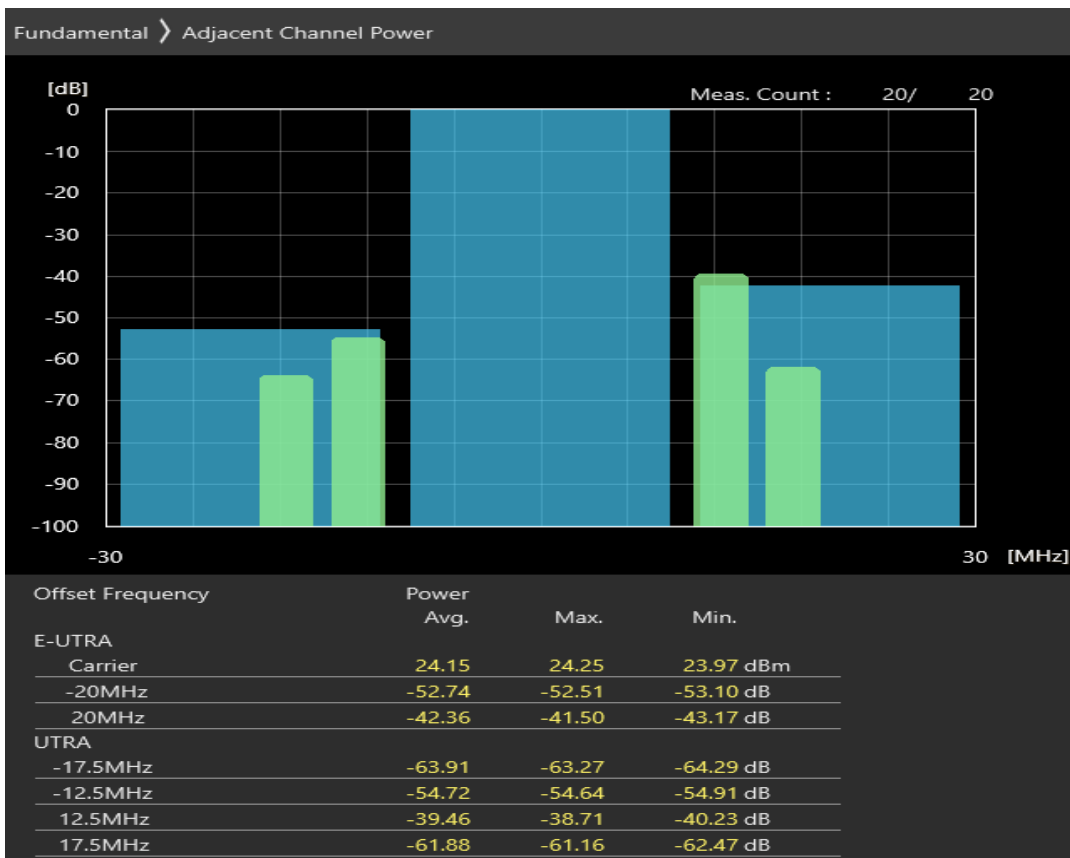 Fundamental 〉 Adjacent Channel Power
[dB]
Meas. Count : 20/ 20
0
-10
-20
-30
-40
-50
-60
-70
-80
-90
-100
-30 30 [MHz]
Offset Frequency Power
Avg. Max. Min.
E-UTRA
Carrier 24.15 24.25 23.97 dBm
-20MHz -52.74 -52.51 -53.10 dB
20MHz -42.36 -41.50 -43.17 dB
UTRA
-17.5MHz -63.91 -63.27 -64.29 dB
-12.5MHz -54.72 -54.64 -54.91 dB
12.5MHz -39.46 -38.71 -40.23 dB
17.5MHz -61.88 -61.16 -62.47 dB